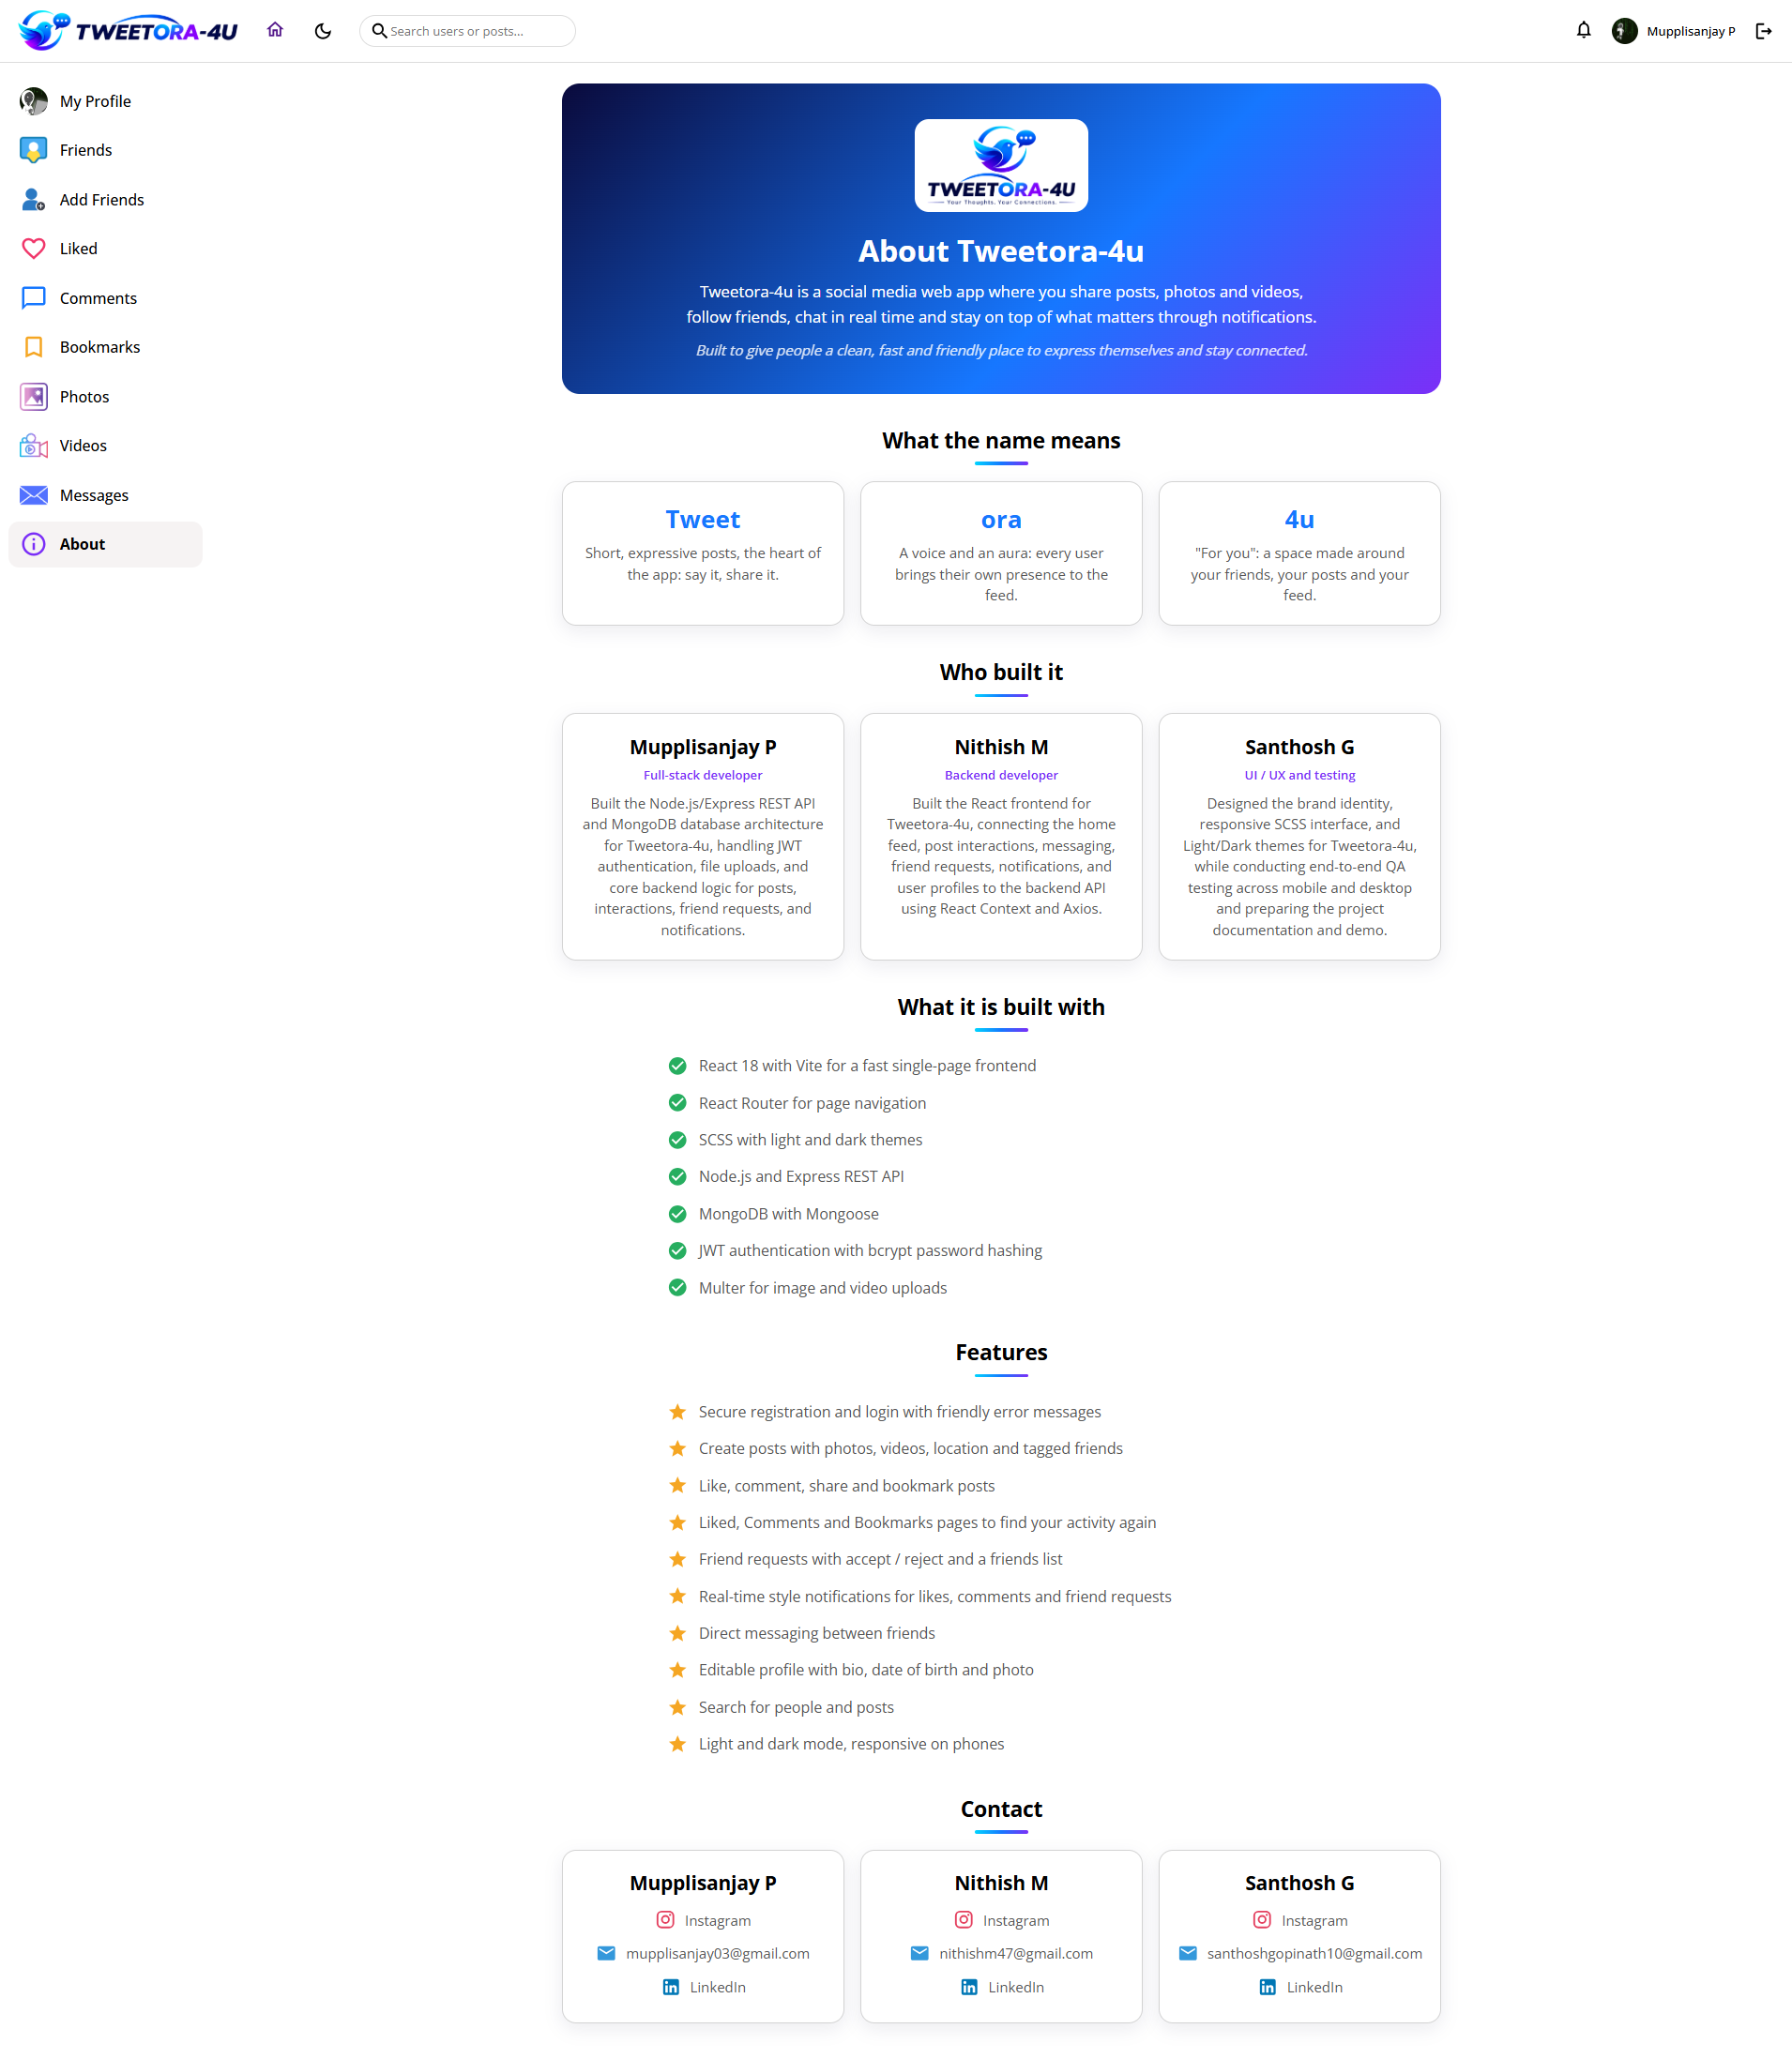 TWEETORA-4U
Search users or posts...
Mupplisanjay P
My Profile
Friends
Add Friends
Liked
Comments
Bookmarks
Photos
Videos
Messages
About
TWEETORA-4U
Your Thoughts. Your Connections.
About Tweetora-4u
Tweetora-4u is a social media web app where you share posts, photos and videos,
follow friends, chat in real time and stay on top of what matters through notifications.
Built to give people a clean, fast and friendly place to express themselves and stay connected.
What the name means
Tweet
Short, expressive posts, the heart of
the app: say it, share it.
ora
A voice and an aura: every user
brings their own presence to the
feed.
4u
"For you": a space made around
your friends, your posts and your
feed.
Who built it
Mupplisanjay P
Full-stack developer
Built the Node.js/Express REST API
and MongoDB database architecture
for Tweetora-4u, handling JWT
authentication, file uploads, and
core backend logic for posts,
interactions, friend requests, and
notifications.
Nithish M
Backend developer
Built the React frontend for
Tweetora-4u, connecting the home
feed, post interactions, messaging,
friend requests, notifications, and
user profiles to the backend API
using React Context and Axios.
Santhosh G
UI / UX and testing
Designed the brand identity,
responsive SCSS interface, and
Light/Dark themes for Tweetora-4u,
while conducting end-to-end QA
testing across mobile and desktop
and preparing the project
documentation and demo.
What it is built with
React 18 with Vite for a fast single-page frontend
React Router for page navigation
SCSS with light and dark themes
Node.js and Express REST API
MongoDB with Mongoose
JWT authentication with bcrypt password hashing
Multer for image and video uploads
Features
Secure registration and login with friendly error messages
Create posts with photos, videos, location and tagged friends
Like, comment, share and bookmark posts
Liked, Comments and Bookmarks pages to find your activity again
Friend requests with accept / reject and a friends list
Real-time style notifications for likes, comments and friend requests
Direct messaging between friends
Editable profile with bio, date of birth and photo
Search for people and posts
Light and dark mode, responsive on phones
Contact
Mupplisanjay P
Instagram
mupplisanjay03@gmail.com
LinkedIn
Nithish M
Instagram
nithishm47@gmail.com
LinkedIn
Santhosh G
Instagram
santhoshgopinath10@gmail.com
LinkedIn